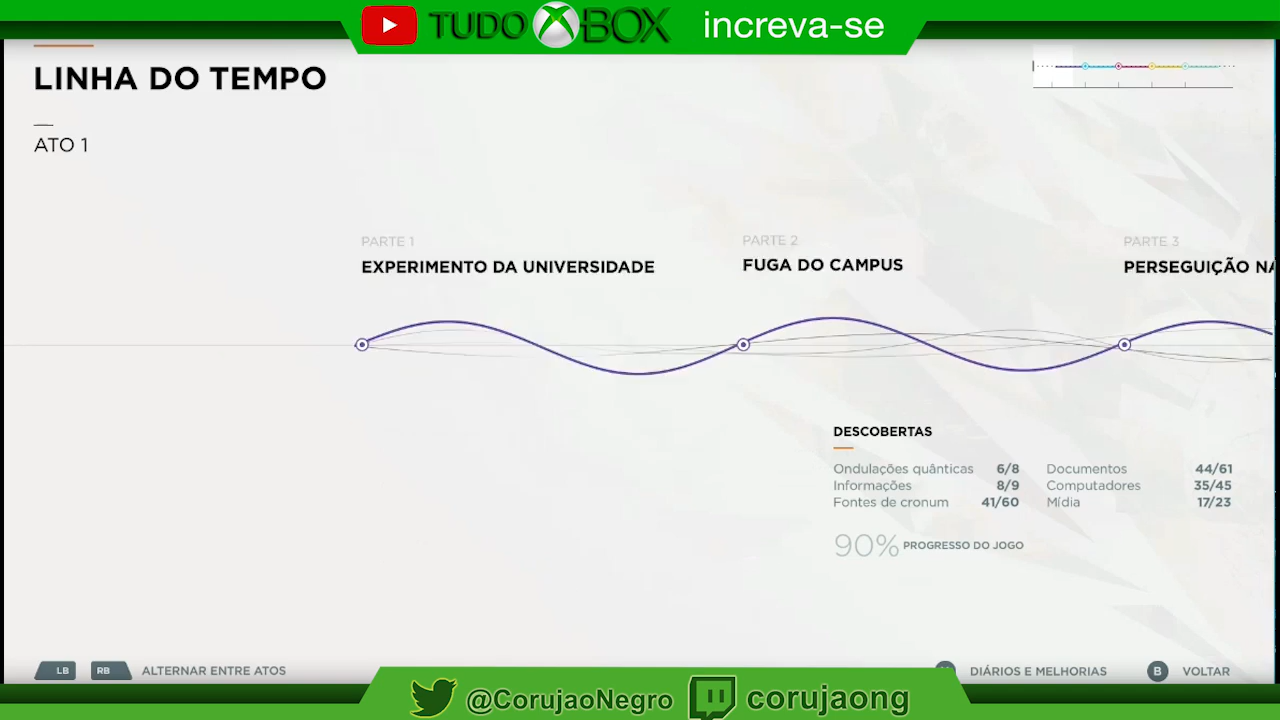 TUDO XBOX increva-se
LINHA DO TEMPO
ATO 1
PARTE 1
EXPERIMENTO DA UNIVERSIDADE
PARTE 2
FUGA DO CAMPUS
PARTE 3
PERSEGUIÇÃO NA
DESCOBERTAS
Ondulações quânticas 6/8 Documentos 44/61
Informações 8/9 Computadores 35/45
Fontes de cronum 41/60 Mídia 17/23
90% PROGRESSO DO JOGO
LB RB ALTERNAR ENTRE ATOS DIÁRIOS E MELHORIAS B VOLTAR
@CorujaoNegro corujaong